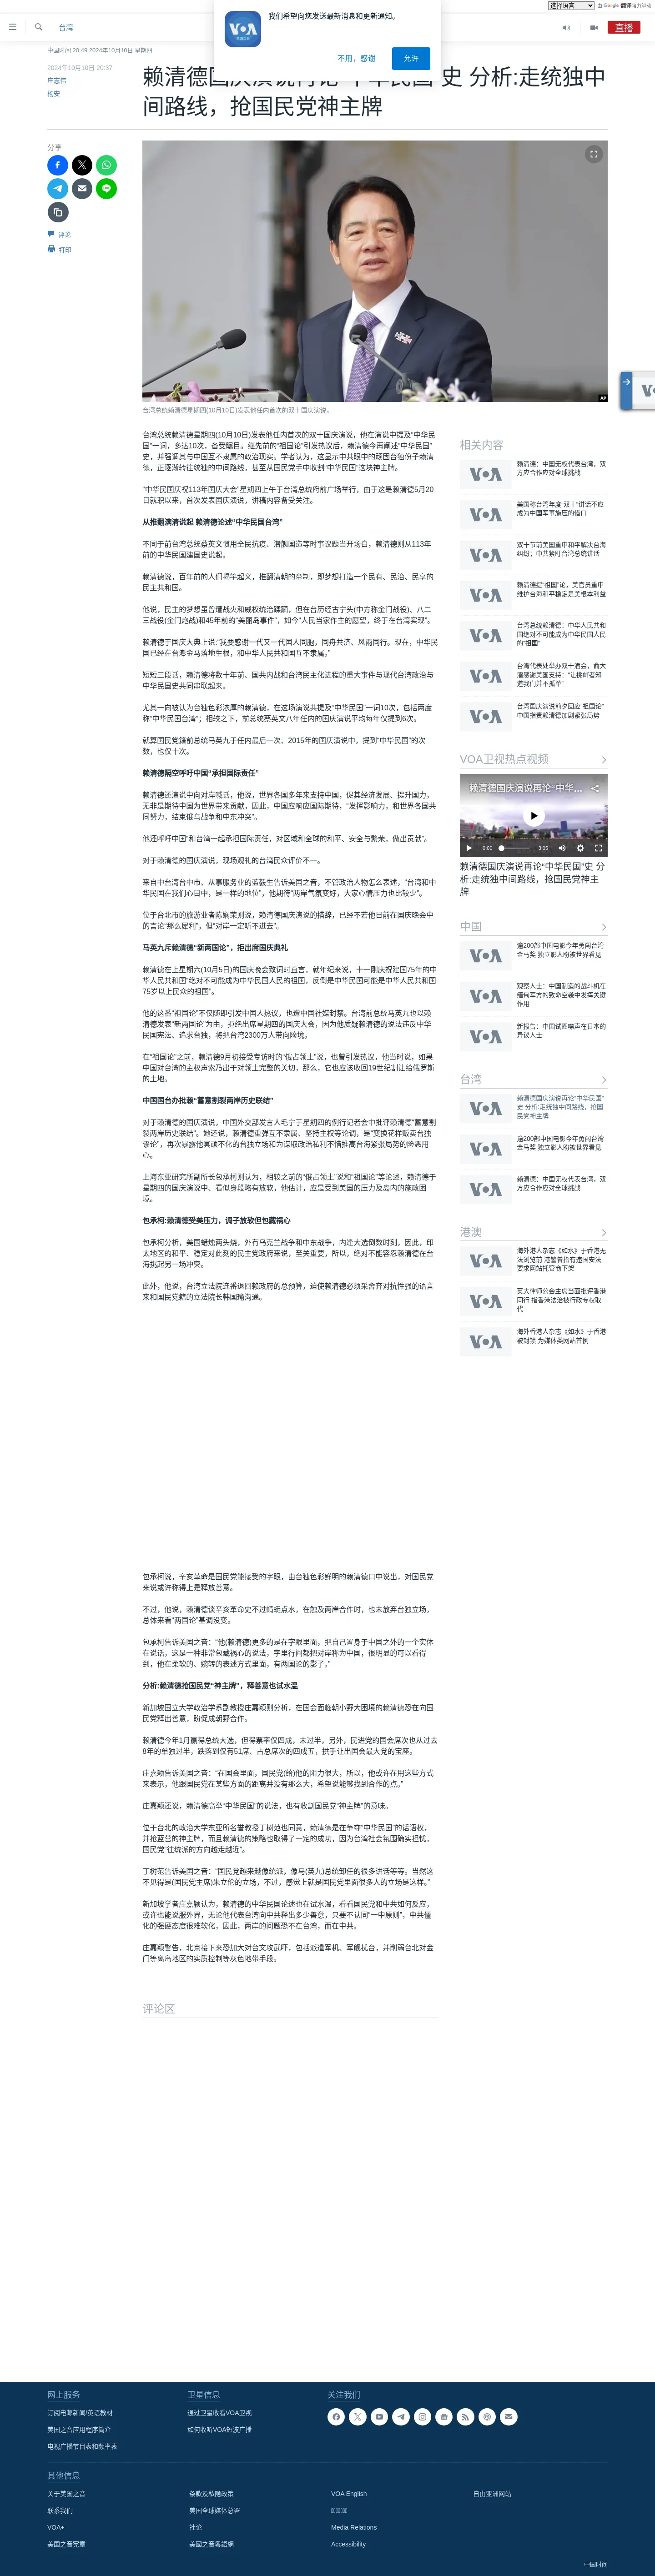 选择语言 由 Google 翻译强力驱动
我们希望向您发送最新消息和更新通知。
不用，感谢
允许
台湾
直播
中国时间 20:49 2024年10月10日 星期四
2024年10月10日 20:37
庄志伟
杨安
史 分析:走统独中
间路线，抢国民党神主牌
分享
评论
打印
AP
台湾总统赖清德星期四(10月10日)发表他任内首次的双十国庆演说。
台湾总统赖清德星期四(10月10日)发表他任内首次的双十国庆演说，他在演说中提及“中华民
国”一词，多达10次，备受瞩目。继先前的“祖国论”引发热议后，赖清德今再阐述“中华民国”
史，并强调其与中国互不隶属的政治现实。学者认为，这显示中共眼中的顽固台独份子赖清
德，正逐渐转往统独的中间路线，甚至从国民党手中收割“中华民国”这块神主牌。
“中华民国庆祝113年国庆大会”星期四上午于台湾总统府前广场举行，由于这是赖清德5月20
日就职以来，首次发表国庆演说，讲稿内容备受关注。
从推翻满清说起 赖清德论述“中华民国台湾”
不同于前台湾总统蔡英文惯用全民抗疫、潜舰国造等时事议题当开场白，赖清德则从113年
前的中华民国建国史说起。
赖清德说，百年前的人们揭竿起义，推翻清朝的帝制，即梦想打造一个民有、民治、民享的
民主共和国。
他说，民主的梦想虽曾遭战火和威权统治蹂躏，但在台历经古宁头(中方称金门战役)、八二
三战役(金门炮战)和45年前的“美丽岛事件”，如今“人民当家作主的愿望，终于在台湾实现”。
赖清德于国庆大典上说:“我要感谢一代又一代国人同胞，同舟共济、风雨同行。现在，中华民
国已经在台澎金马落地生根，和中华人民共和国互不隶属。”
短短三段话，赖清德将数十年前、国共内战和台湾民主化进程的重大事件与现代台湾政治与
中华民国史共同串联起来。
尤其一向被认为台独色彩浓厚的赖清德，在这场演说共提及“中华民国”一词10次，包括两度
称“中华民国台湾”；相较之下，前总统蔡英文八年任内的国庆演说平均每年仅提到6次。
就算国民党籍前总统马英九于任内最后一次、2015年的国庆演说中，提到“中华民国”的次
数，也仅十次。
赖清德隔空呼吁中国“承担国际责任”
赖清德还演说中向对岸喊话，他说，世界各国多年来支持中国，促其经济发展、提升国力，
无非是期待中国为世界带来贡献，因此，中国应响应国际期待，“发挥影响力，和世界各国共同
努力，结束俄乌战争和中东冲突”。
他还呼吁中国“和台湾一起承担国际责任，对区域和全球的和平、安全与繁荣，做出贡献”。
对于赖清德的国庆演说，现场观礼的台湾民众评价不一。
来自中台湾台中市、从事服务业的蓝毅生告诉美国之音，不管政治人物怎么表述，“台湾和中
华民国在我们心目中，是一样的地位”，他期待“两岸气氛变好，大家心情压力也比较少”。
位于台北市的旅游业者陈娴荣则说，赖清德国庆演说的措辞，已经不若他日前在国庆晚会中
的言论“那么犀利”，但“对岸一定听不进去”。
马英九斥赖清德“新两国论”，拒出席国庆典礼
赖清德在上星期六(10月5日)的国庆晚会致词时直言，就年纪来说，十一刚庆祝建国75年的中
华人民共和国“绝对不可能成为中华民国人民的祖国，反倒是中华民国可能是中华人民共和国
75岁以上民众的祖国”。
他的这番“祖国论”不仅随即引发中国人热议，也遭中国社媒封禁。台湾前总统马英九也以赖
清德发表“新两国论”为由，拒绝出席星期四的国庆大会，因为他质疑赖清德的说法违反中华
民国宪法、追求台独，将把台湾2300万人带向险境。
在“祖国论”之前，赖清德9月初接受专访时的“俄占领土”说，也曾引发热议，他当时说，如果
中国对台湾的主权声索乃出于对领土完整的关切，那么，它也应该收回19世纪割让给俄罗斯
的土地。
中国国台办批赖“蓄意割裂两岸历史联结”
对于赖清德的国庆演说，中国外交部发言人毛宁于星期四的例行记者会中批评赖清德“蓄意割
裂两岸历史联结”。她还说，赖清德重弹互不隶属、坚持主权等论调，是“变换花样贩卖台独
谬论”，再次暴露他冥顽不化的台独立场和为谋取政治私利不惜推高台海紧张局势的险恶用
心。
上海东亚研究所副所长包承柯则认为，相较之前的“俄占领土”说和“祖国论”等论述，赖清德于
星期四的国庆演说中、看似身段略有放软，他估计，应是受到美国的压力及岛内的施政困
境。
包承柯:赖清德受美压力，调子放软但包藏祸心
包承柯分析，美国蜡烛两头烧，外有乌克兰战争和中东战争，内逢大选倒数时刻，因此，印
太地区的和平、稳定对此刻的民主党政府来说，至关重要，所以，绝对不能容忍赖清德在台
海挑起另一场冲突。
此外，他说，台湾立法院连番退回赖政府的总预算，迫使赖清德必须采舍弃对抗性强的语言
来和国民党籍的立法院长韩国瑜沟通。
包承柯说，辛亥革命是国民党能接受的字眼，由台独色彩鲜明的赖清德口中说出，对国民党
来说或许称得上是释放善意。
不过，他说，赖清德谈辛亥革命史不过蜻蜓点水，在触及两岸合作时，也未放弃台独立场，
总体来看“两国论”基调没变。
包承柯告诉美国之音：“他(赖清德)更多的是在字眼里面，把自己置身于中国之外的一个实体
在说话，这是一种非常包藏祸心的说法，字里行间都把对岸称为中国，很明显的可以看得
到，他在柔软的、婉转的表述方式里面，有两国论的影子。”
分析:赖清德抢国民党“神主牌”，释善意也试水温
新加坡国立大学政治学系副教授庄嘉颖则分析，在国会面临朝小野大困境的赖清德恐在向国
民党释出善意，盼促成朝野合作。
赖清德今年1月赢得总统大选，但得票率仅四成，未过半，另外，民进党的国会席次也从过去
8年的单独过半，跌落到仅有51席、占总席次的四成五，拱手让出国会最大党的宝座。
庄嘉颖告诉美国之音：“在国会里面，国民党(给)他的阻力很大，所以，他或许在用这些方式
来表示，他跟国民党在某些方面的距离并没有那么大，希望说能够找到合作的点。”
庄嘉颖还说，赖清德高举“中华民国”的说法，也有收割国民党“神主牌”的意味。
位于台北的政治大学东亚所名誉教授丁树范也同意，赖清德是在争夺“中华民国”的话语权，
并抢蓝营的神主牌，而且赖清德的策略也取得了一定的成功，因为台湾社会氛围确实担忧，
国民党“往统派的方向越走越近”。
丁树范告诉美国之音：“国民党越来越像统派，像马(英九)总统卸任的很多讲话等等。当然这
不见得是(国民党主席)朱立伦的立场，不过，感觉上就是国民党里面很多人的立场是这样。”
新加坡学者庄嘉颖认为，赖清德的中华民国论述也在试水温，看看国民党和中共如何反应，
或许也能说服外界，无论他代表台湾向中共释出多少善意，只要不认同“一中原则”，中共僵
化的强硬态度很难软化，因此，两岸的问题恐不在台湾，而在中共。
庄嘉颖警告，北京接下来恐加大对台文攻武吓，包括派遣军机、军舰扰台，并削弱台北对金
门等离岛地区的实质控制等灰色地带手段。
评论区
相关内容
赖清德：中国无权代表台湾，双
方应合作应对全球挑战
美国称台湾年度“双十”讲话不应
成为中国军事施压的借口
双十节前美国重申和平解决台海
纠纷；中共紧盯台湾总统讲话
赖清德提“祖国”论，美官员重申
维护台海和平稳定是美根本利益
台湾总统赖清德：中华人民共和
国绝对不可能成为中华民国人民
的“祖国”
台湾代表处举办双十酒会，俞大
㵢感谢美国支持：“让挑衅者知
道我们并不孤单”
台湾国庆演说前夕回应“祖国论”
中国指责赖清德加剧紧张局势
VOA卫视热点视频
赖清德国庆演说再论“中华...
0:00
3:05
赖清德国庆演说再论“中华民国”史 分
析:走统独中间路线，抢国民党神主
牌
中国
逾200部中国电影今年勇闯台湾
金马奖 独立影人盼被世界看见
观察人士：中国制造的战斗机在
缅甸军方的致命空袭中发挥关键
作用
新报告：中国试图噤声在日本的
异议人士
台湾
赖清德国庆演说再论“中华民国”
史 分析:走统独中间路线，抢国
民党神主牌
逾200部中国电影今年勇闯台湾
金马奖 独立影人盼被世界看见
赖清德：中国无权代表台湾，双
方应合作应对全球挑战
港澳
海外港人杂志《如水》于香港无
法浏览前 港警曾指有违国安法
要求网站托管商下架
英大律师公会主席当面批评香港
同行 指香港法治被行政专权取
代
海外香港人杂志《如水》于香港
被封锁 为媒体类网站首例
网上服务
订阅电邮新闻/英语教材
美国之音应用程序简介
电视广播节目表和频率表
卫星信息
通过卫星收看VOA卫视
如何收听VOA短波广播
关注我们
其他信息
关于美国之音
联系我们
VOA+
美国之音宪章
条款及私隐政策
美国全球媒体总署
社论
美國之音粵語網
VOA English
Media Relations
Accessibility
自由亚洲网站
中国时间